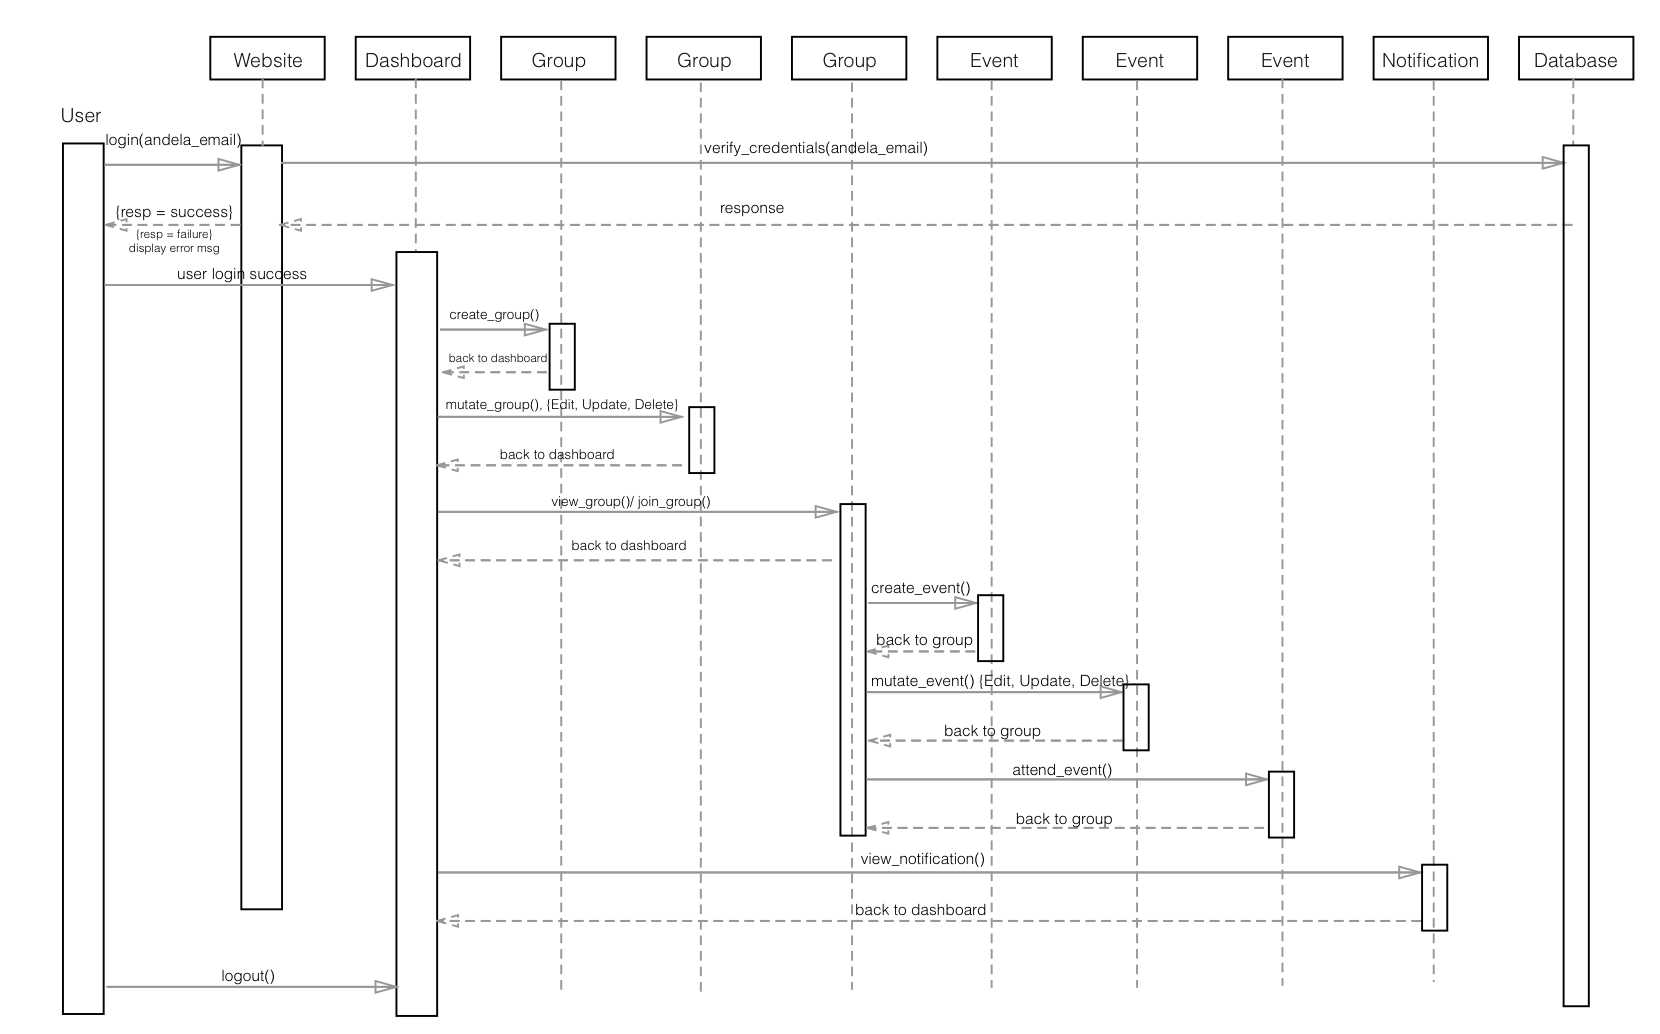 Website
Dashboard
Group
Group
Group
Event
Event
Event
Notification
Database
User
login(andela_email)
verify_credentials(andela_email)
{resp = success}
response
{resp = failure}
display error msg
user login success
create_group()
back to dashboard
mutate_group(), {Edit, Update, Delete}
back to dashboard
view_group()/ join_group()
back to dashboard
create_event()
back to group
mutate_event() {Edit, Update, Delete}
back to group
attend_event()
back to group
view_notification()
back to dashboard
logout()